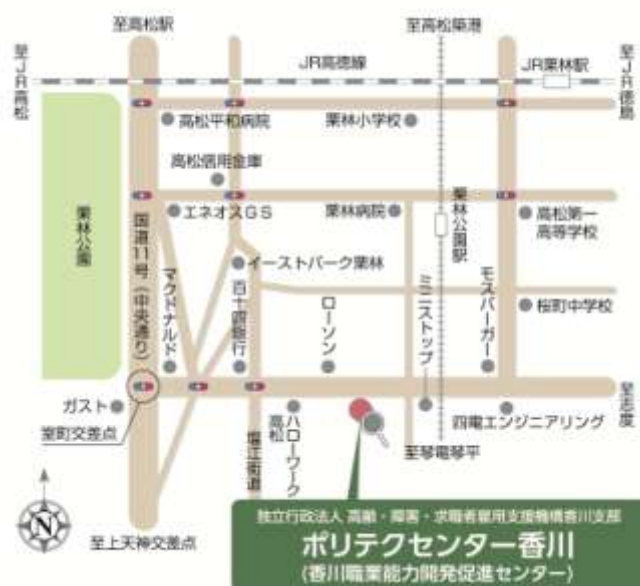 至高松駅
至高松築港
至JR高松
JR高徳線
JR栗林駅
至JR徳島
高松平和病院
栗林小学校
高松信用金庫
栗林公園
国道11号(中央通り)
エネオスGS
栗林病院
栗林公園駅
高松第一
高等学校
イーストパーク栗林
マクドナルド
百十四銀行
ローソン
ミニストップ
モスバーガー
桜町中学校
ガスト
室町交差点
塩江街道
ハローワーク
高松
四電エンジニアリング
至志度
至琴電琴平
N
至上天神交差点
独立行政法人 高齢・障害・求職者雇用支援機構香川支部
ポリテクセンター香川
(香川職業能力開発促進センター)